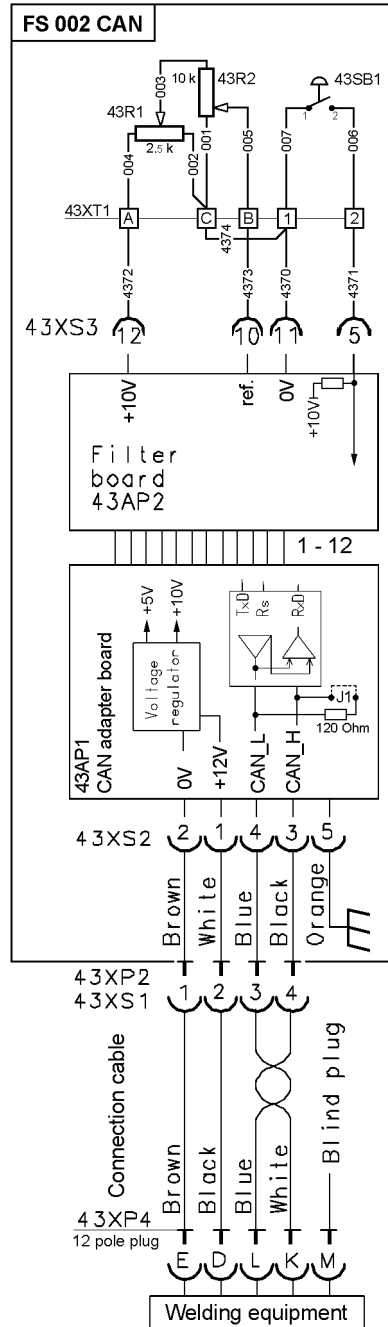 FS 002 CAN
10 k 43R2
43R1 43SB1
003
2.5 k
1 2
004 002 001 005 007 006
43XT1 A C B 1 2
4374
4372 4373 4370 4371
43XS3 12 10 11 5
+10V ref. 0V +10V
Filter
board
43AP2
1 - 12
+5V +10V TxD Rs RxD
Voltage
regulator
J1
120 Ohm
43AP1
CAN adapter board
0V +12V CAN_L CAN_H
43XS2 2 1 4 3 5
Brown White Blue Black Orange
43XP2
43XS1 1 2 3 4
Connection cable
Brown Black Blue White Blind plug
43XP4
12 pole plug
E D L K M
Welding equipment